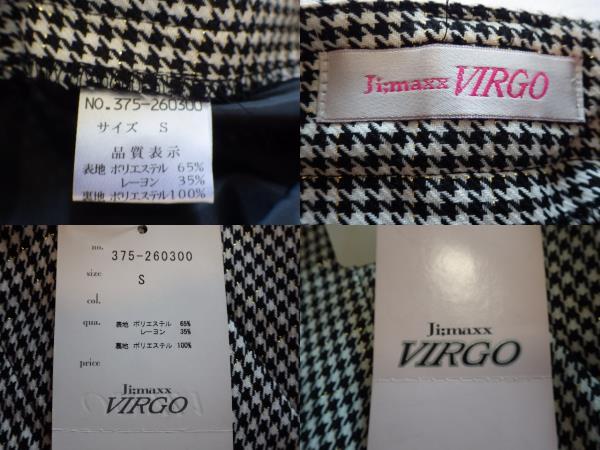 NO.375-260300
サイズ S
品質表示
表地 ポリエステル 65%
レーヨン 35%
裏地 ポリエステル100%
Ji;maxx VIRGO
no. 375-260300
size S
col.
qua. 表地 ポリエステル 65%
レーヨン 35%
裏地 ポリエステル 100%
price
Ji;maxx
VIRGO
Ji;maxx
VIRGO